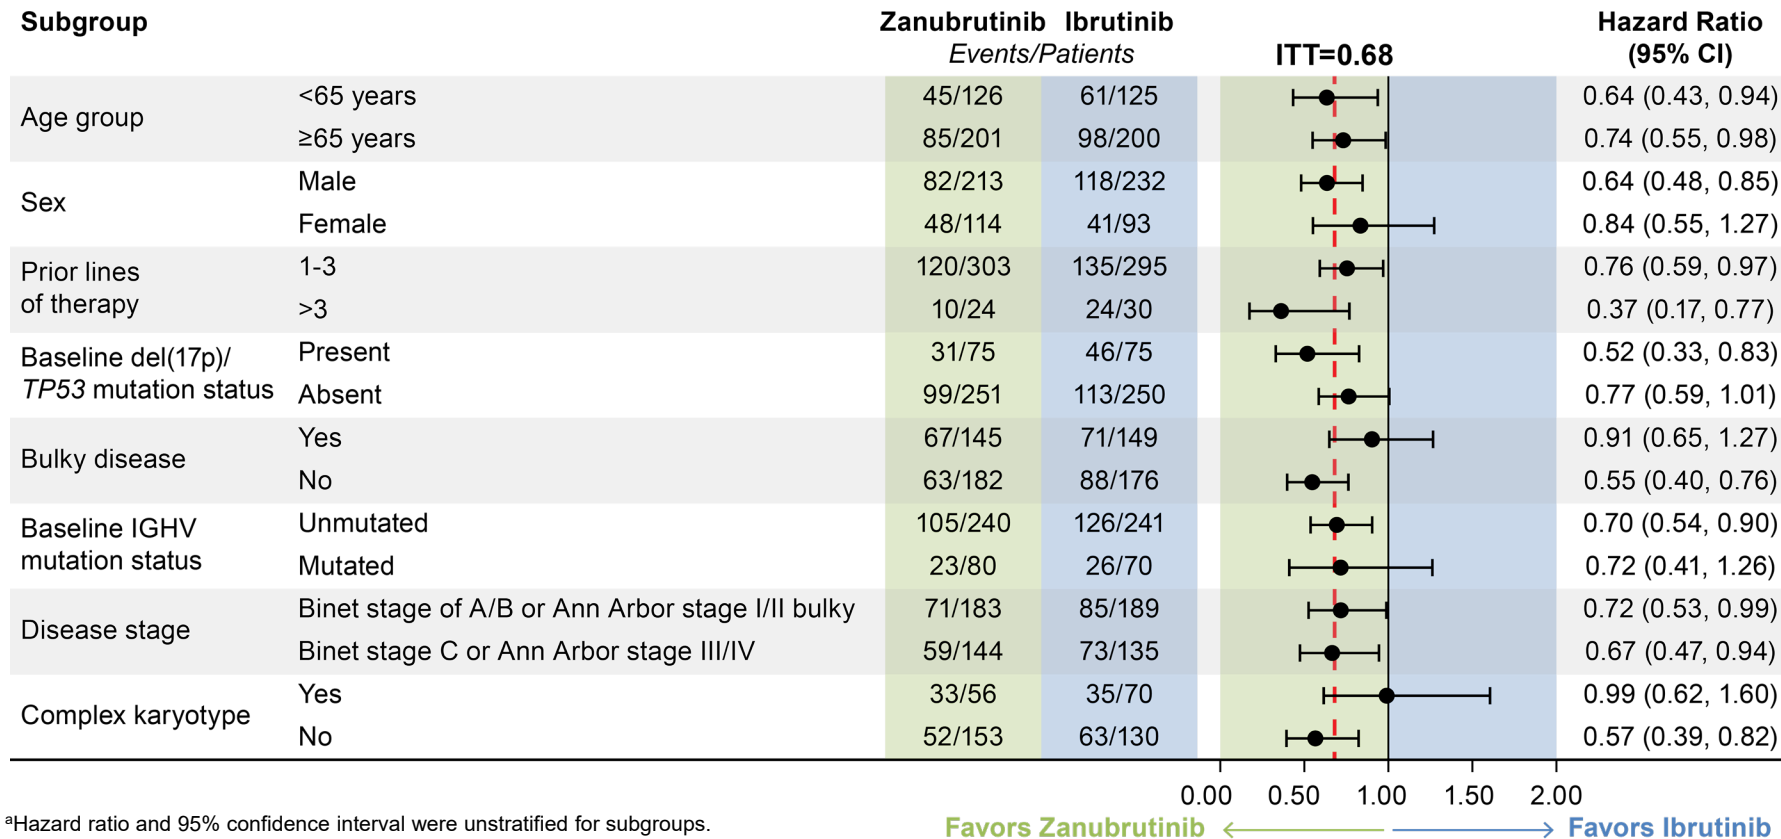 Subgroup Zanubrutinib Ibrutinib Hazard Ratio
Events/Patients ITT=0.68 (95% CI)
Age group
<65 years 45/126 61/125 0.64 (0.43, 0.94)
≥65 years 85/201 98/200 0.74 (0.55, 0.98)
Sex
Male 82/213 118/232 0.64 (0.48, 0.85)
Female 48/114 41/93 0.84 (0.55, 1.27)
Prior lines
of therapy
1-3 120/303 135/295 0.76 (0.59, 0.97)
>3 10/24 24/30 0.37 (0.17, 0.77)
Baseline del(17p)/
TP53 mutation status
Present 31/75 46/75 0.52 (0.33, 0.83)
Absent 99/251 113/250 0.77 (0.59, 1.01)
Bulky disease
Yes 67/145 71/149 0.91 (0.65, 1.27)
No 63/182 88/176 0.55 (0.40, 0.76)
Baseline IGHV
mutation status
Unmutated 105/240 126/241 0.70 (0.54, 0.90)
Mutated 23/80 26/70 0.72 (0.41, 1.26)
Disease stage
Binet stage of A/B or Ann Arbor stage I/II bulky 71/183 85/189 0.72 (0.53, 0.99)
Binet stage C or Ann Arbor stage III/IV 59/144 73/135 0.67 (0.47, 0.94)
Complex karyotype
Yes 33/56 35/70 0.99 (0.62, 1.60)
No 52/153 63/130 0.57 (0.39, 0.82)
0.00 0.50 1.00 1.50 2.00
ᵃHazard ratio and 95% confidence interval were unstratified for subgroups.
Favors Zanubrutinib Favors Ibrutinib